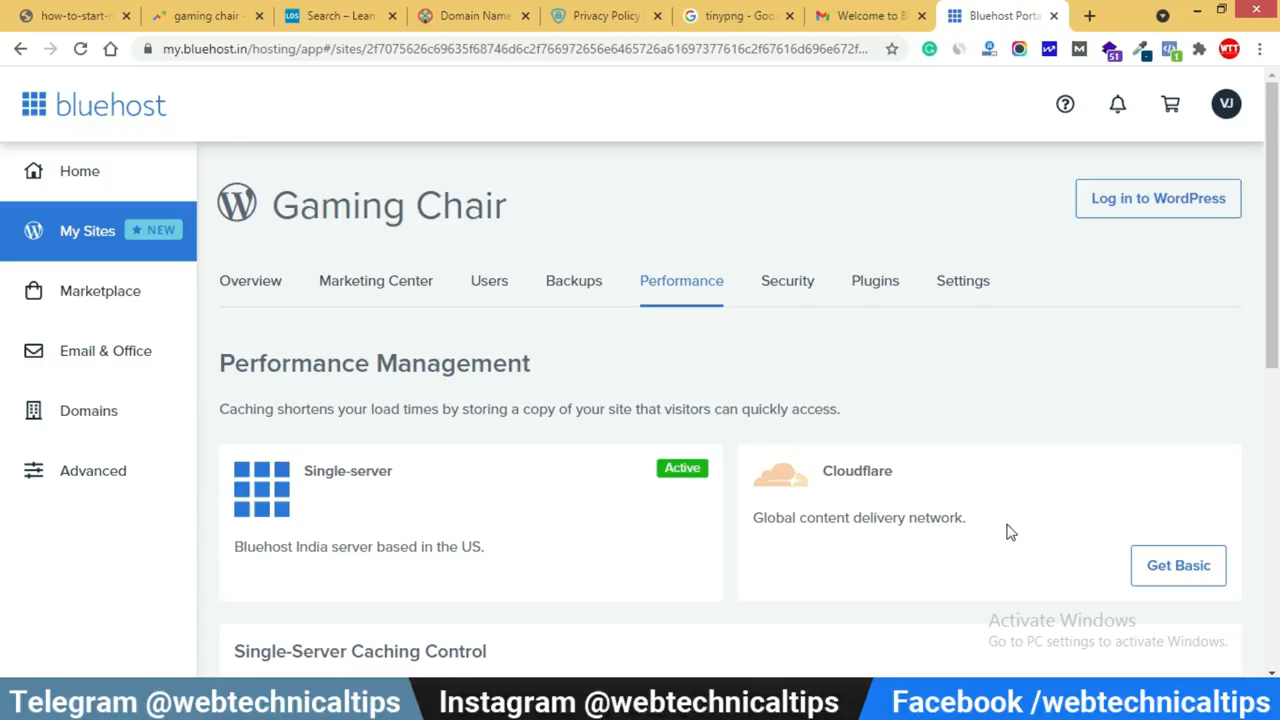 how-to-start-r
gaming chair -
Search – Lear
Domain Name
Privacy Policy
tinypng - Goo
Welcome to B
Bluehost Porta
my.bluehost.in/hosting/app#/sites/2f7075626c69635f68746d6c2f766972656e6465726a61697377616c2f67616d696e672f...
51
1
WTT
bluehost
VJ
Home
My Sites
★ NEW
Marketplace
Email & Office
Domains
Advanced
Gaming Chair
Log in to WordPress
Overview Marketing Center Users Backups Performance Security Plugins Settings
Performance Management
Caching shortens your load times by storing a copy of your site that visitors can quickly access.
Single-server
Active
Bluehost India server based in the US.
Cloudflare
Global content delivery network.
Get Basic
Activate Windows
Go to PC settings to activate Windows.
Single-Server Caching Control
Telegram @webtechnicaltips
Instagram @webtechnicaltips
Facebook /webtechnicaltips